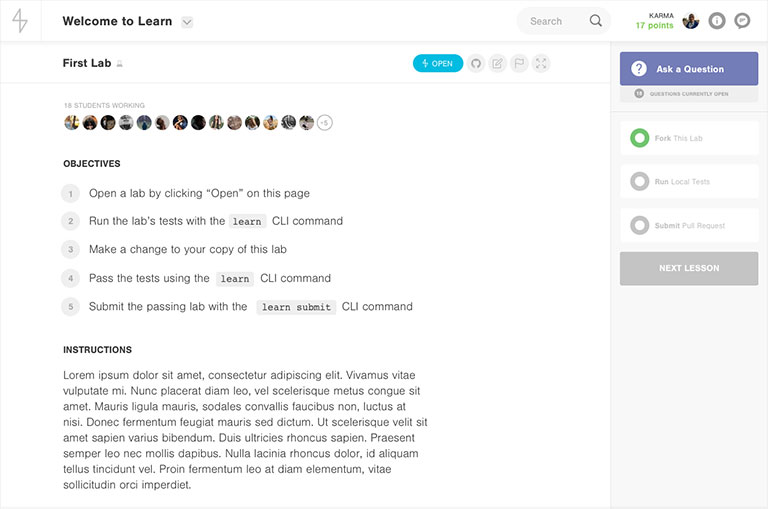 Welcome to Learn
Search
KARMA
17 points
First Lab
OPEN
Ask a Question
QUESTIONS CURRENTLY OPEN
18 STUDENTS WORKING
+5
Fork This Lab
Run Local Tests
Submit Pull Request
NEXT LESSON
OBJECTIVES
1 Open a lab by clicking “Open” on this page
2 Run the lab’s tests with the learn CLI command
3 Make a change to your copy of this lab
4 Pass the tests using the learn CLI command
5 Submit the passing lab with the learn submit CLI command
INSTRUCTIONS
Lorem ipsum dolor sit amet, consectetur adipiscing elit. Vivamus vitae
vulputate mi. Nunc placerat diam leo, vel scelerisque metus congue sit
amet. Mauris ligula mauris, sodales convallis faucibus non, luctus at
nisi. Donec fermentum feugiat mauris sed dictum. Ut scelerisque velit sit
amet sapien varius bibendum. Duis ultricies rhoncus sapien. Praesent
semper leo nec mollis dapibus. Nulla lacinia rhoncus dolor, id aliquam
tellus tincidunt vel. Proin fermentum leo at diam elementum, vitae
sollicitudin orci imperdiet.